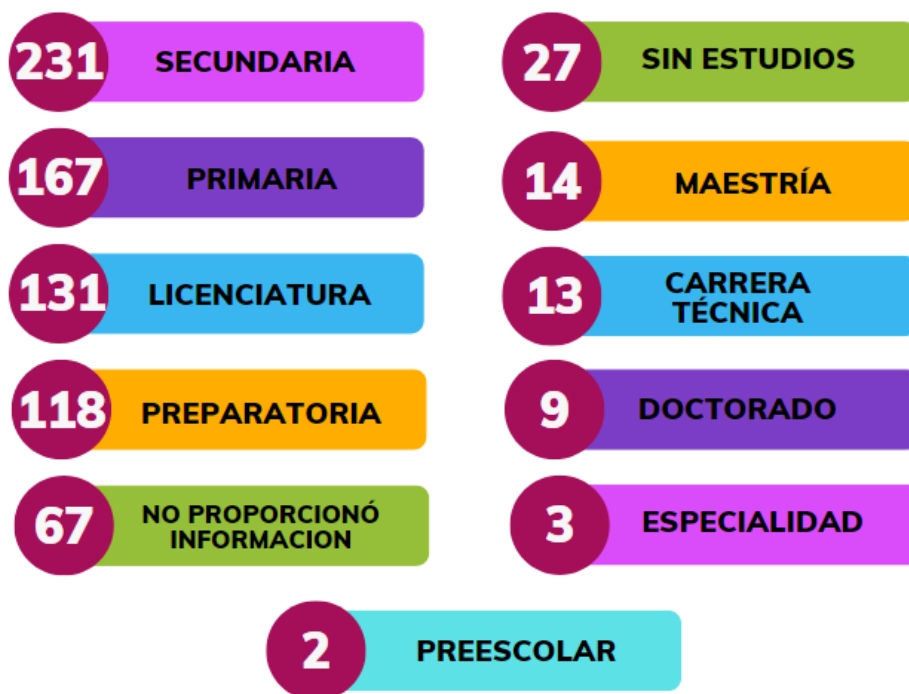 231 SECUNDARIA
167 PRIMARIA
131 LICENCIATURA
118 PREPARATORIA
67 NO PROPORCIONÓ
INFORMACION
27 SIN ESTUDIOS
14 MAESTRÍA
13 CARRERA
TÉCNICA
9 DOCTORADO
3 ESPECIALIDAD
2 PREESCOLAR